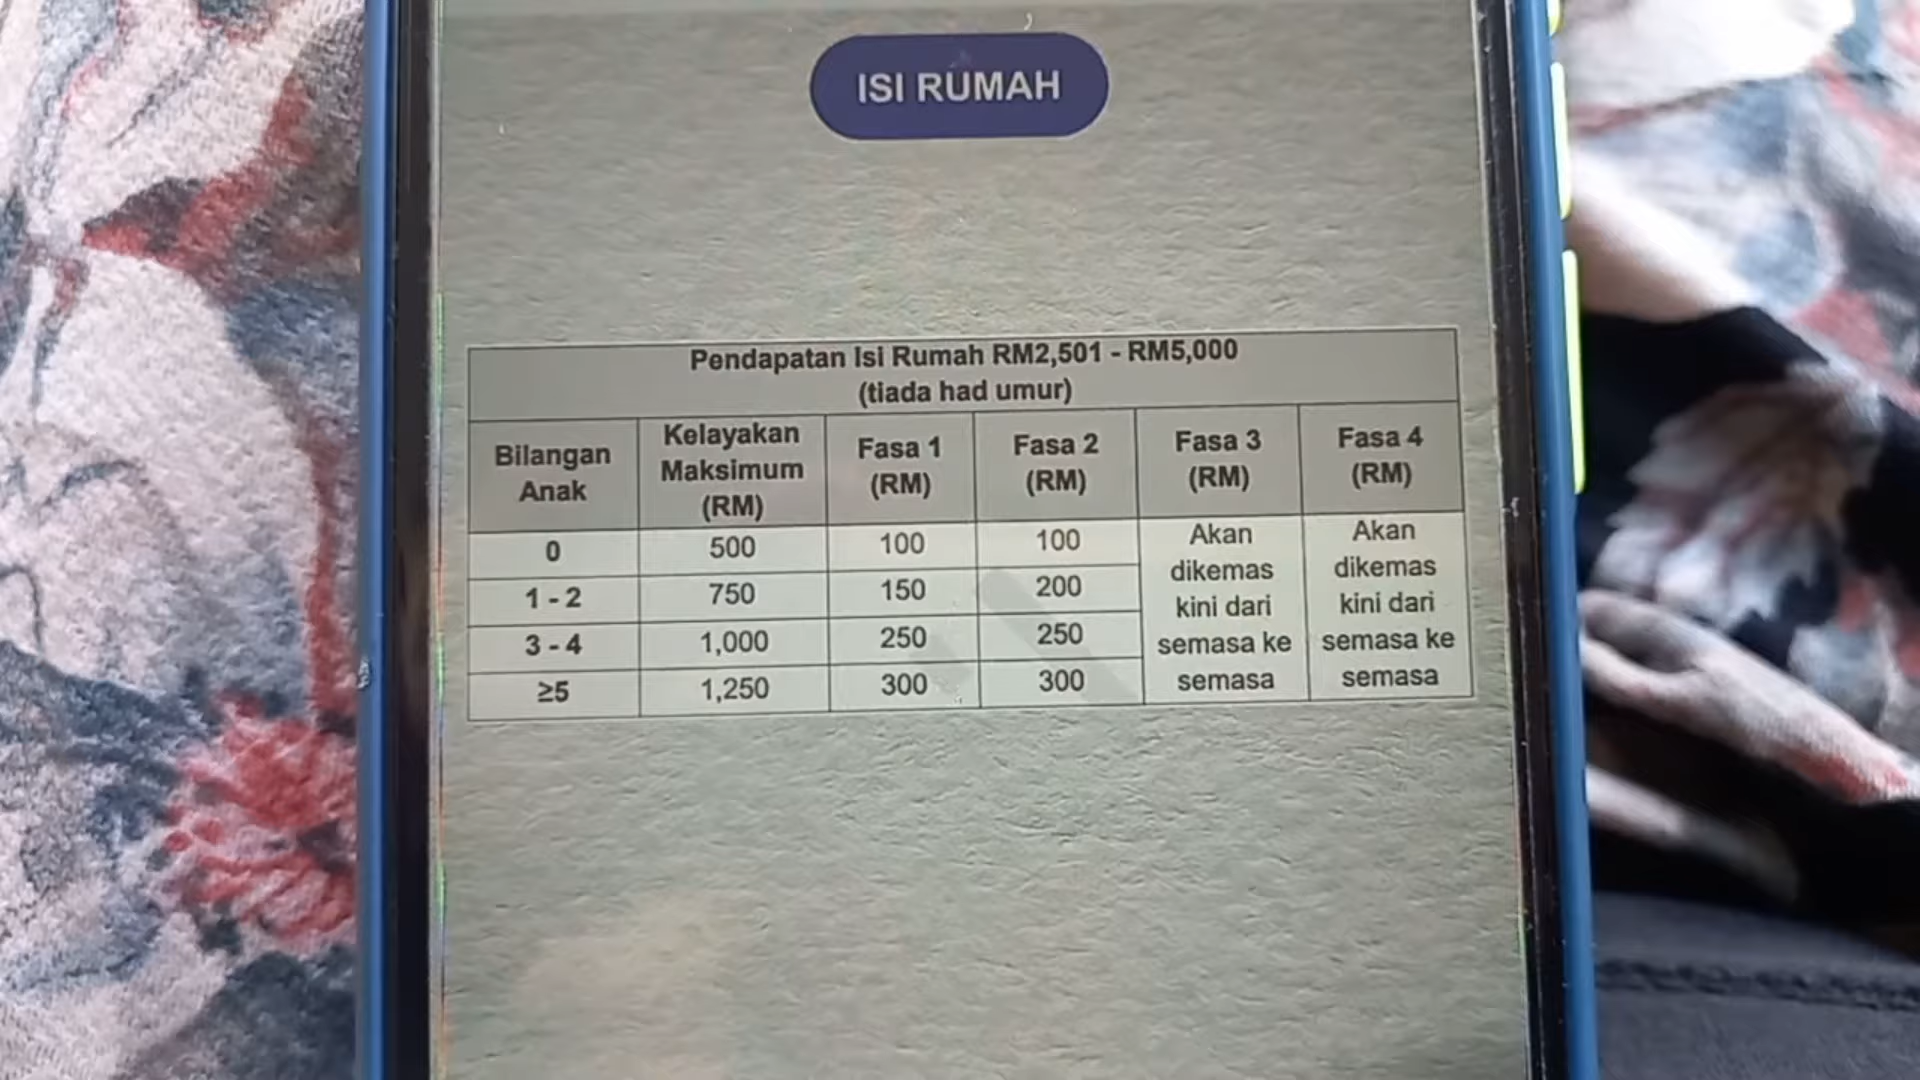 ISI RUMAH
Pendapatan Isi Rumah RM2,501 - RM5,000
(tiada had umur)
Bilangan Anak Kelayakan Maksimum (RM) Fasa 1 (RM) Fasa 2 (RM) Fasa 3 (RM) Fasa 4 (RM)
0 500 100 100 Akan dikemas kini dari semasa ke semasa Akan dikemas kini dari semasa ke semasa
1 - 2 750 150 200
3 - 4 1,000 250 250
≥5 1,250 300 300